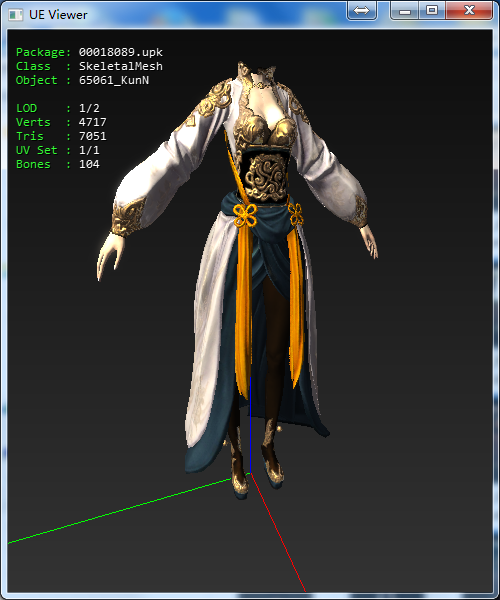 UE Viewer
Package: 00018089.upk
Class : SkeletalMesh
Object : 65061_KunN
LOD : 1/2
Verts : 4717
Tris : 7051
UV Set : 1/1
Bones : 104